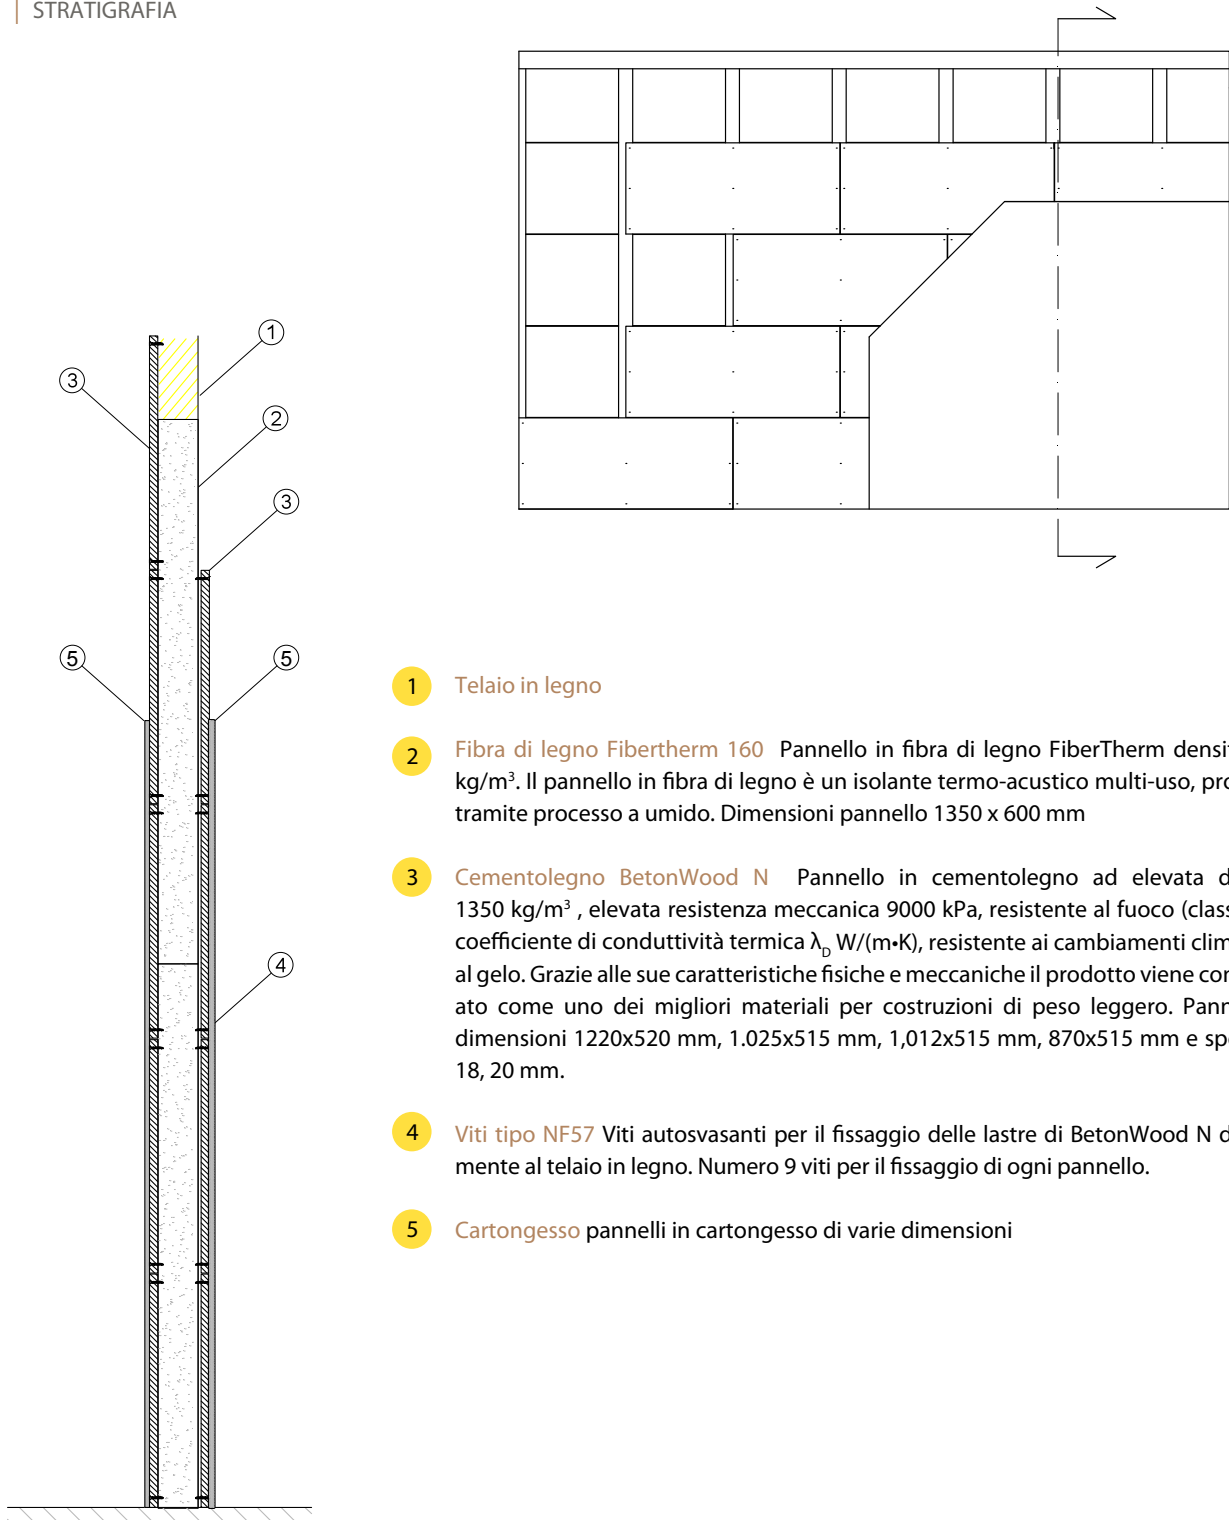 STRATIGRAFIA
1
3
2
3
5
5
4
1 Telaio in legno
2 Fibra di legno Fibertherm 160 Pannello in fibra di legno FiberTherm
kg/m³. Il pannello in fibra di legno è un isolante termo-acustico multi-uso,
tramite processo a umido. Dimensioni pannello 1350 x 600 mm
3 Cementolegno BetonWood N Pannello in cementolegno ad elevata
1350 kg/m³ , elevata resistenza meccanica 9000 kPa, resistente al fuoco
coefficiente di conduttività termica λD W/(m•K), resistente ai cambiamenti
al gelo. Grazie alle sue caratteristiche fisiche e meccaniche il prodotto viene
ato come uno dei migliori materiali per costruzioni di peso leggero.
dimensioni 1220x520 mm, 1.025x515 mm, 1,012x515 mm, 870x515 mm e
18, 20 mm.
4 Viti tipo NF57 Viti autosvasanti per il fissaggio delle lastre di BetonWood N
mente al telaio in legno. Numero 9 viti per il fissaggio di ogni pannello.
5 Cartongesso pannelli in cartongesso di varie dimensioni